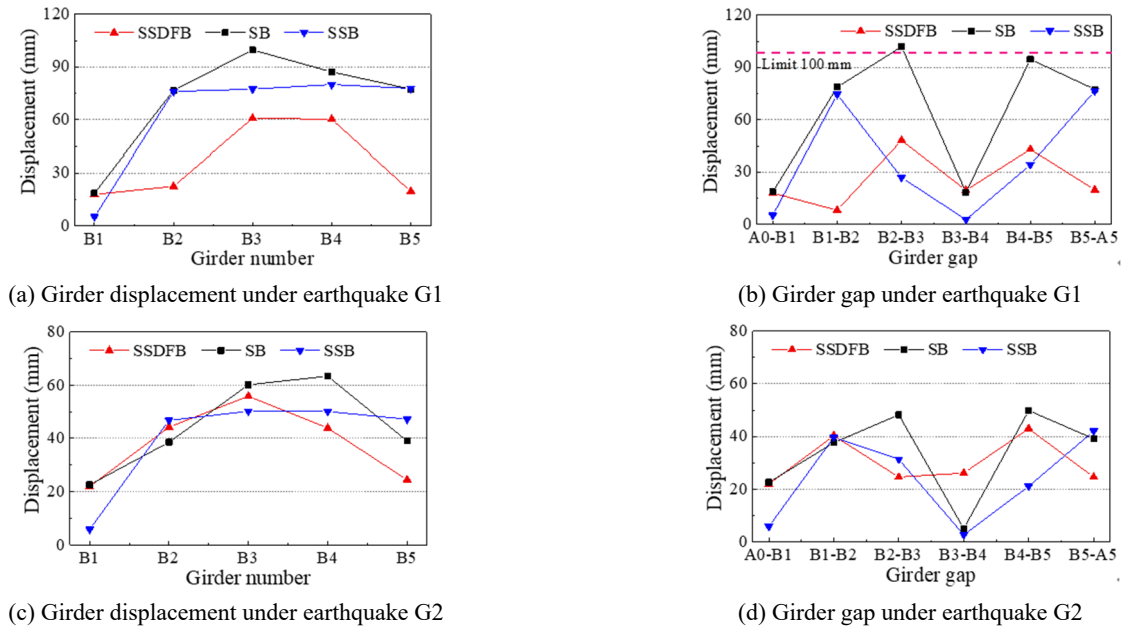 120
90
60
30
0
Displacement (mm)
SSDFB SB SSB
B1 B2 B3 B4 B5
Girder number
(a) Girder displacement under earthquake G1
120
90
60
30
0
Displacement (mm)
SSDFB SB SSB
Limit 100 mm
A0-B1 B1-B2 B2-B3 B3-B4 B4-B5 B5-A5
Girder gap
(b) Girder gap under earthquake G1
80
60
40
20
0
Displacement (mm)
SSDFB SB SSB
B1 B2 B3 B4 B5
Girder number
(c) Girder displacement under earthquake G2
80
60
40
20
0
Displacement (mm)
SSDFB SB SSB
A0-B1 B1-B2 B2-B3 B3-B4 B4-B5 B5-A5
Girder gap
(d) Girder gap under earthquake G2